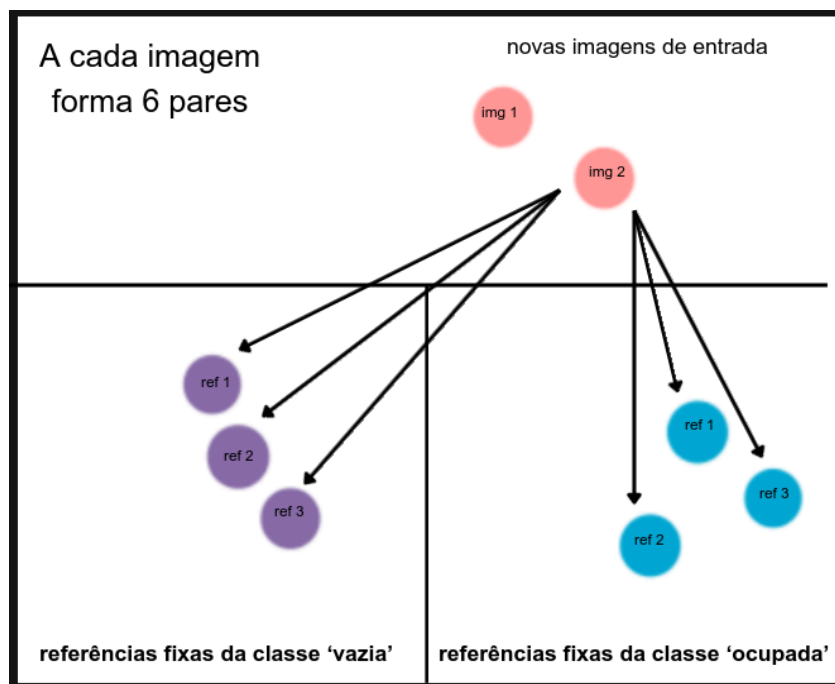 A cada imagem
forma 6 pares
novas imagens de entrada
img 1
img 2
ref 1
ref 2
ref 3
ref 1
ref 3
ref 2
referências fixas da classe ‘vazia’
referências fixas da classe ‘ocupada’